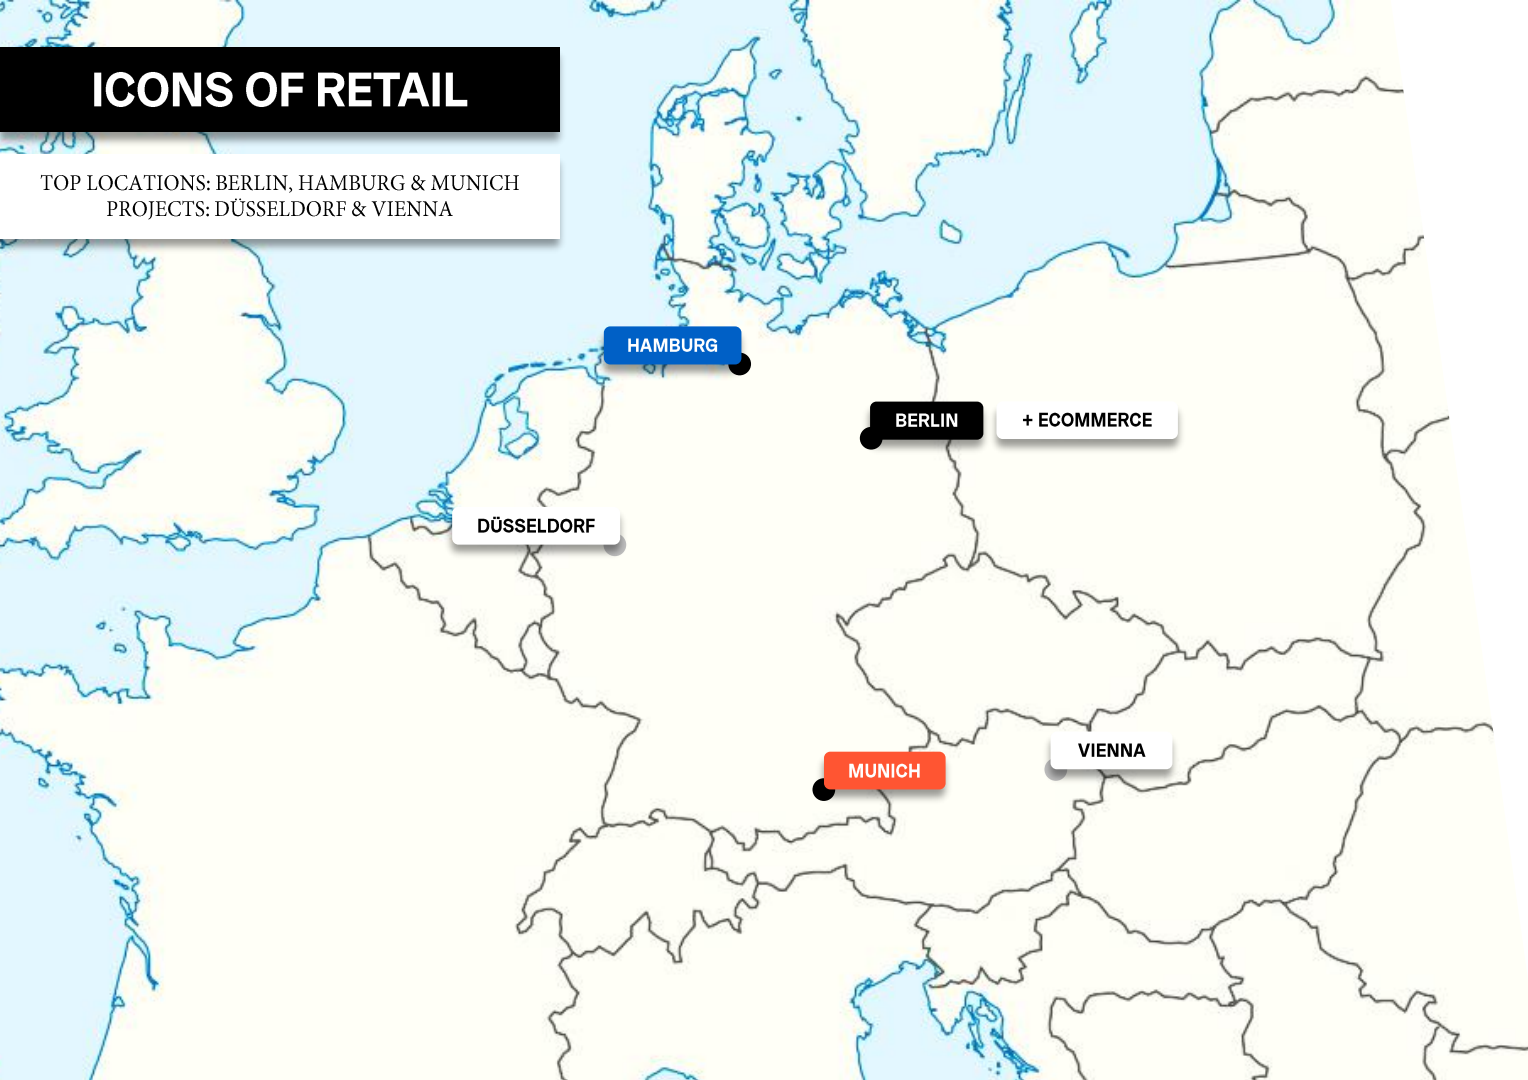 ICONS OF RETAIL
TOP LOCATIONS: BERLIN, HAMBURG & MUNICH
PROJECTS: DÜSSELDORF & VIENNA
HAMBURG
BERLIN
+ ECOMMERCE
DÜSSELDORF
VIENNA
MUNICH